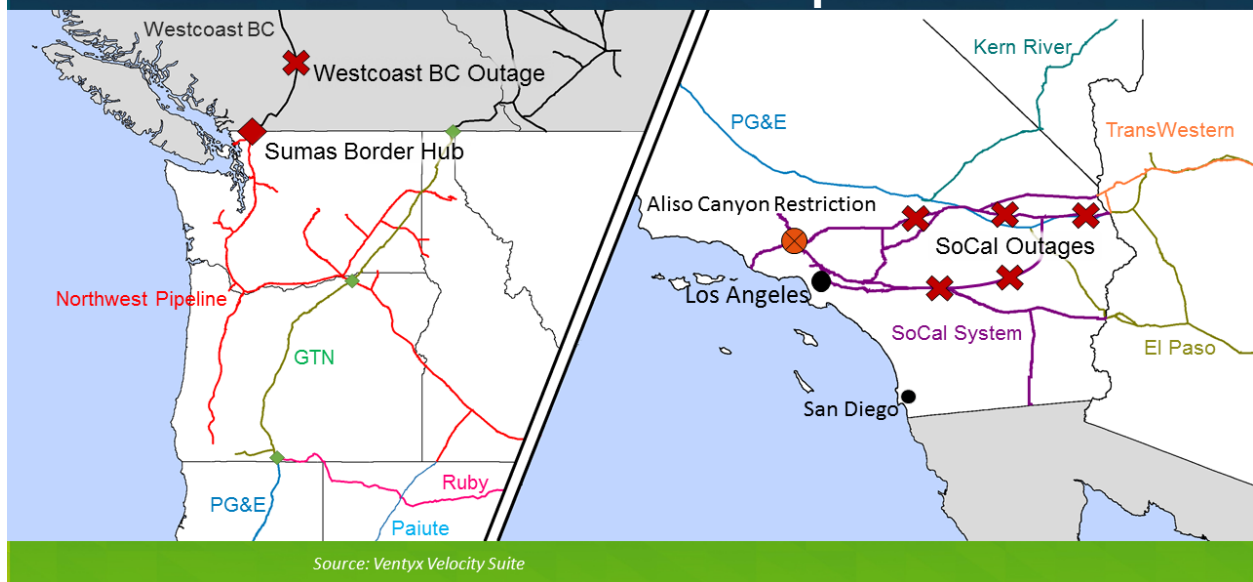 Westcoast BC
Westcoast BC Outage
Sumas Border Hub
Northwest Pipeline
GTN
PG&E
Ruby
Paiute
Kern River
PG&E
TransWestern
Aliso Canyon Restriction
SoCal Outages
Los Angeles
SoCal System
El Paso
San Diego
Source: Ventyx Velocity Suite